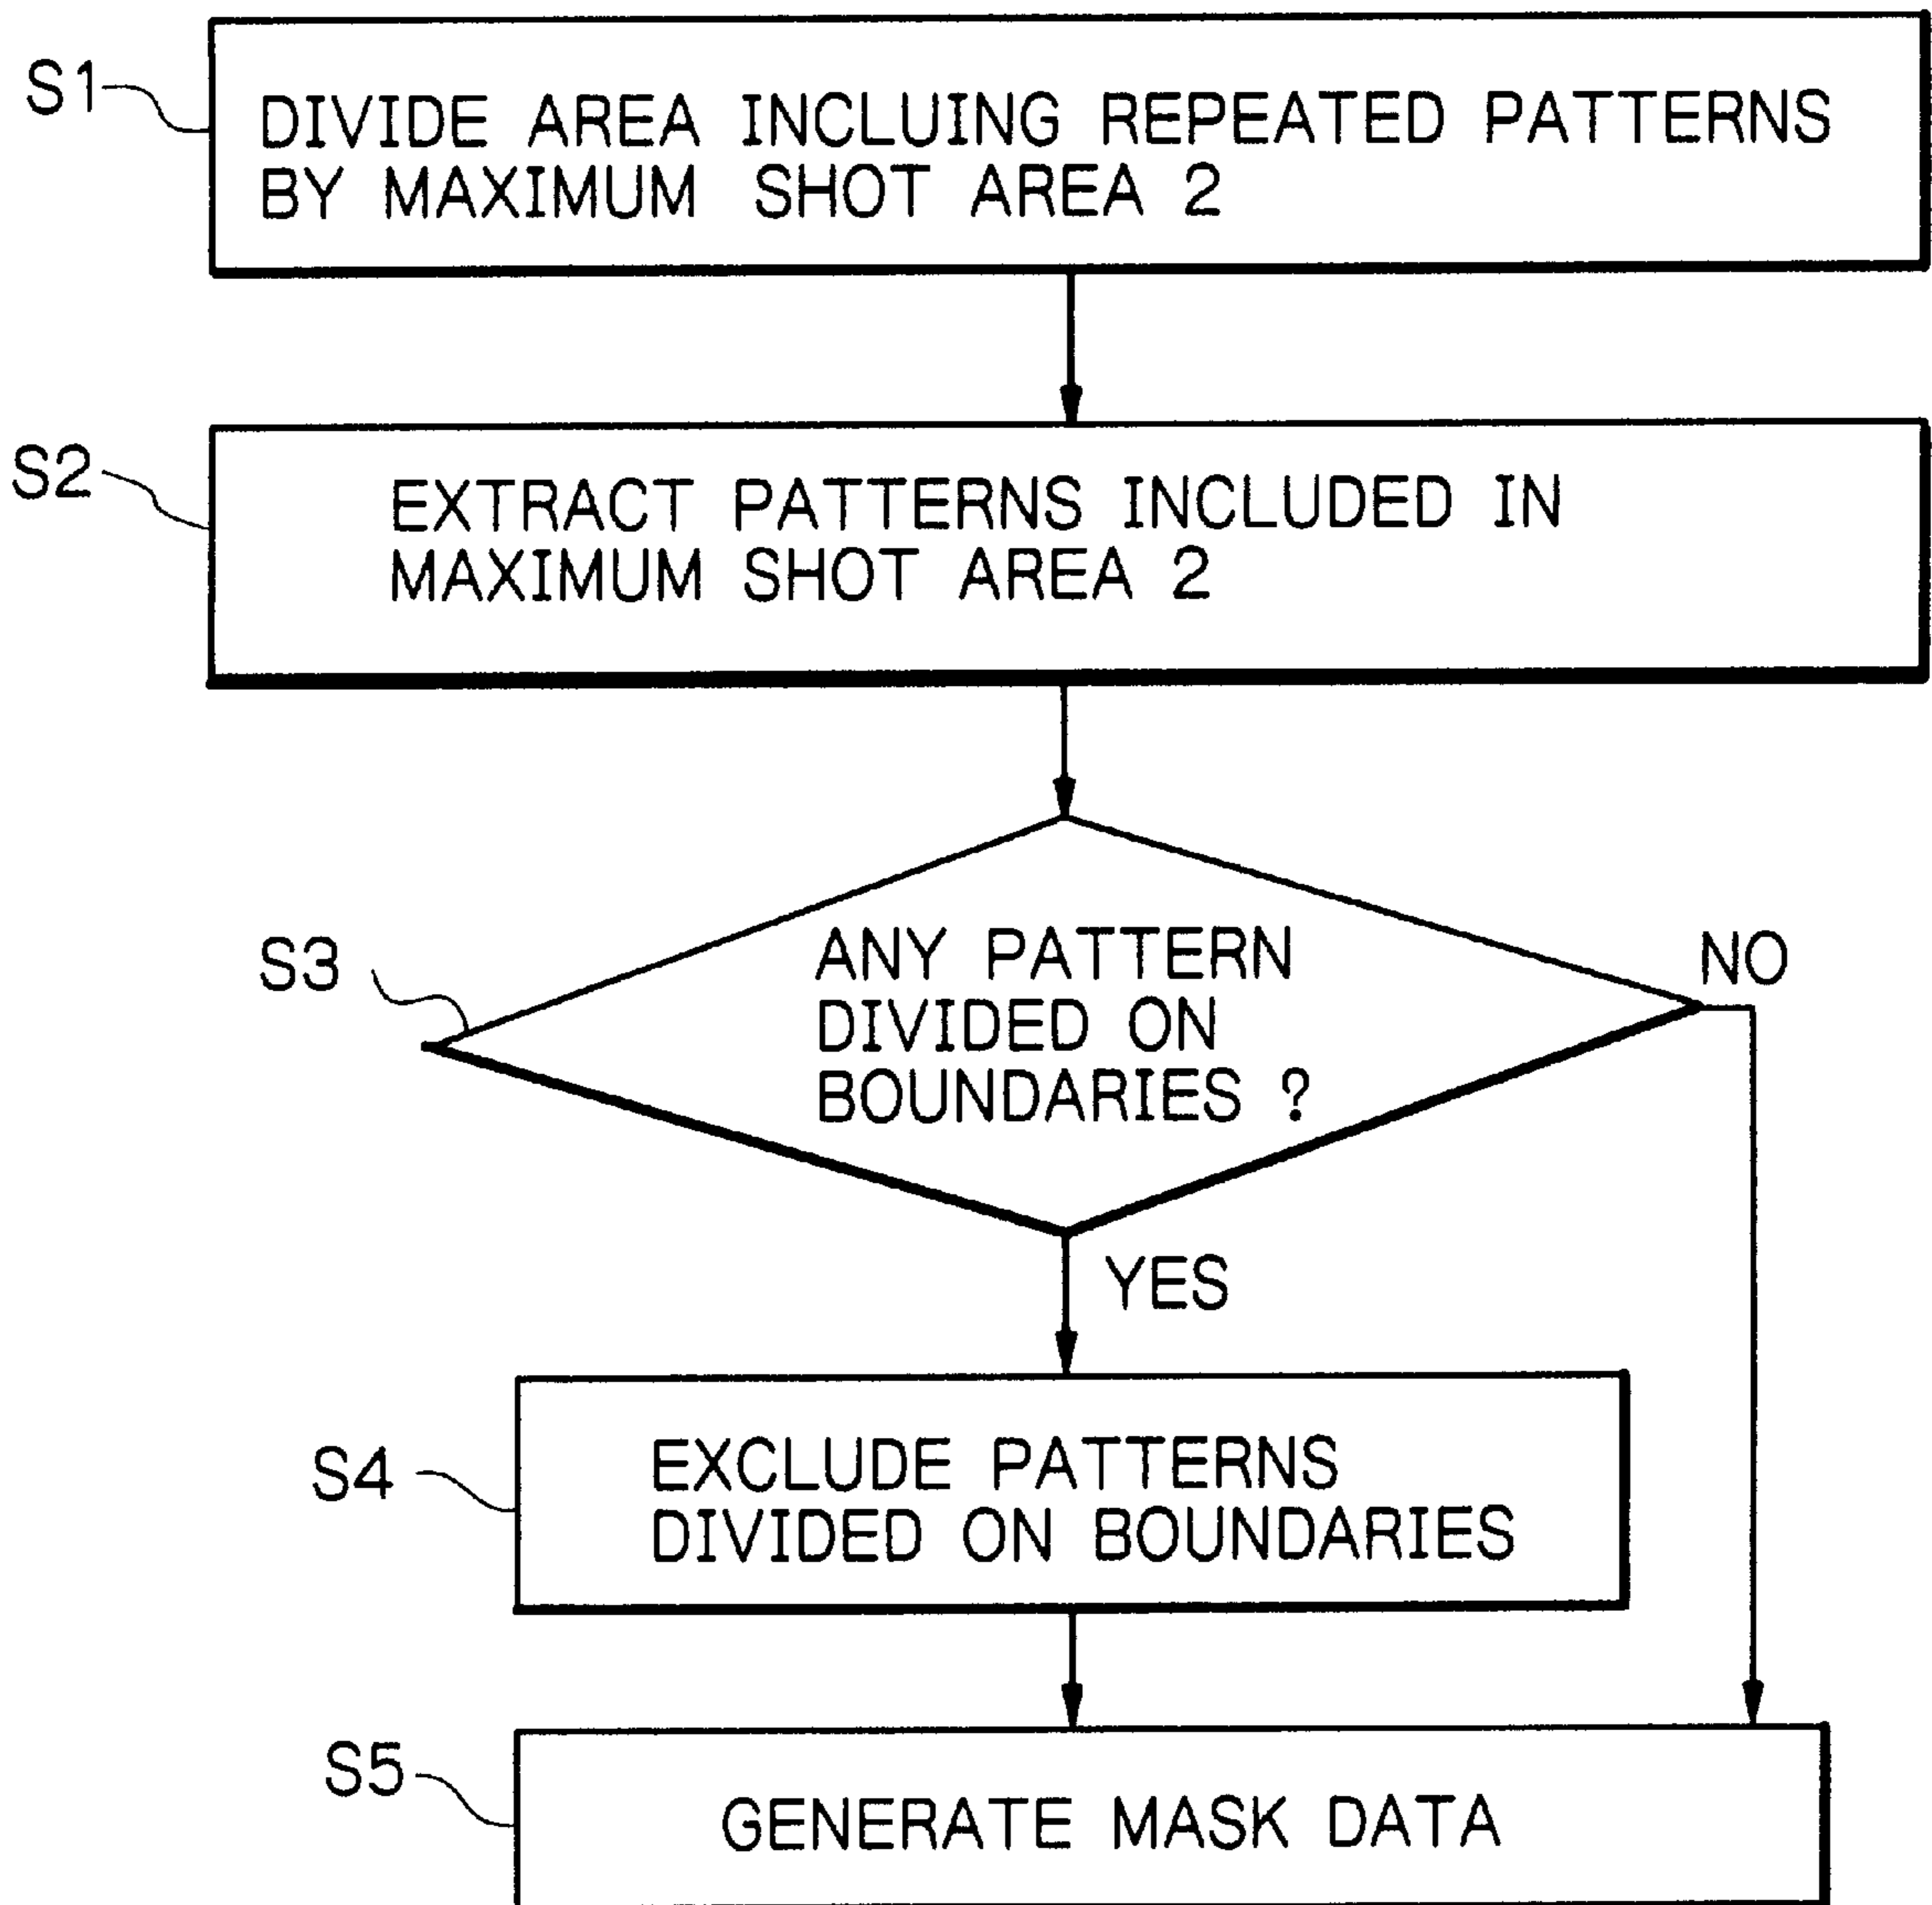 S1
DIVIDE AREA INCLUING REPEATED PATTERNS
BY MAXIMUM SHOT AREA 2
S2
EXTRACT PATTERNS INCLUDED IN
MAXIMUM SHOT AREA 2
S3
ANY PATTERN
DIVIDED ON
BOUNDARIES ?
NO
YES
S4
EXCLUDE PATTERNS
DIVIDED ON BOUNDARIES
S5
GENERATE MASK DATA